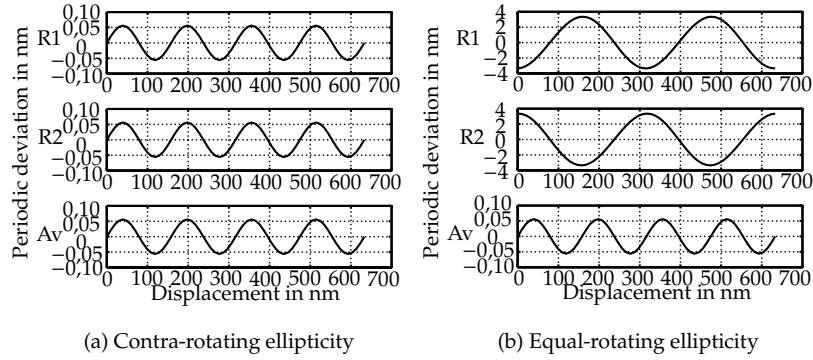 Periodic deviation in nm
R1
0,10
0,05
0
−0,05
−0,10
0 100 200 300 400 500 600 700
R2
0,10
0,05
0
−0,05
−0,10
0 100 200 300 400 500 600 700
Av
0,10
0,05
0
−0,05
−0,10
0 100 200 300 400 500 600 700
Displacement in nm
(a) Contra-rotating ellipticity
Periodic deviation in nm
R1
4
2
0
−2
−4
0 100 200 300 400 500 600 700
R2
4
2
0
−2
−4
0 100 200 300 400 500 600 700
Av
0,10
0,05
0
−0,05
−0,10
0 100 200 300 400 500 600 700
Displacement in nm
(b) Equal-rotating ellipticity